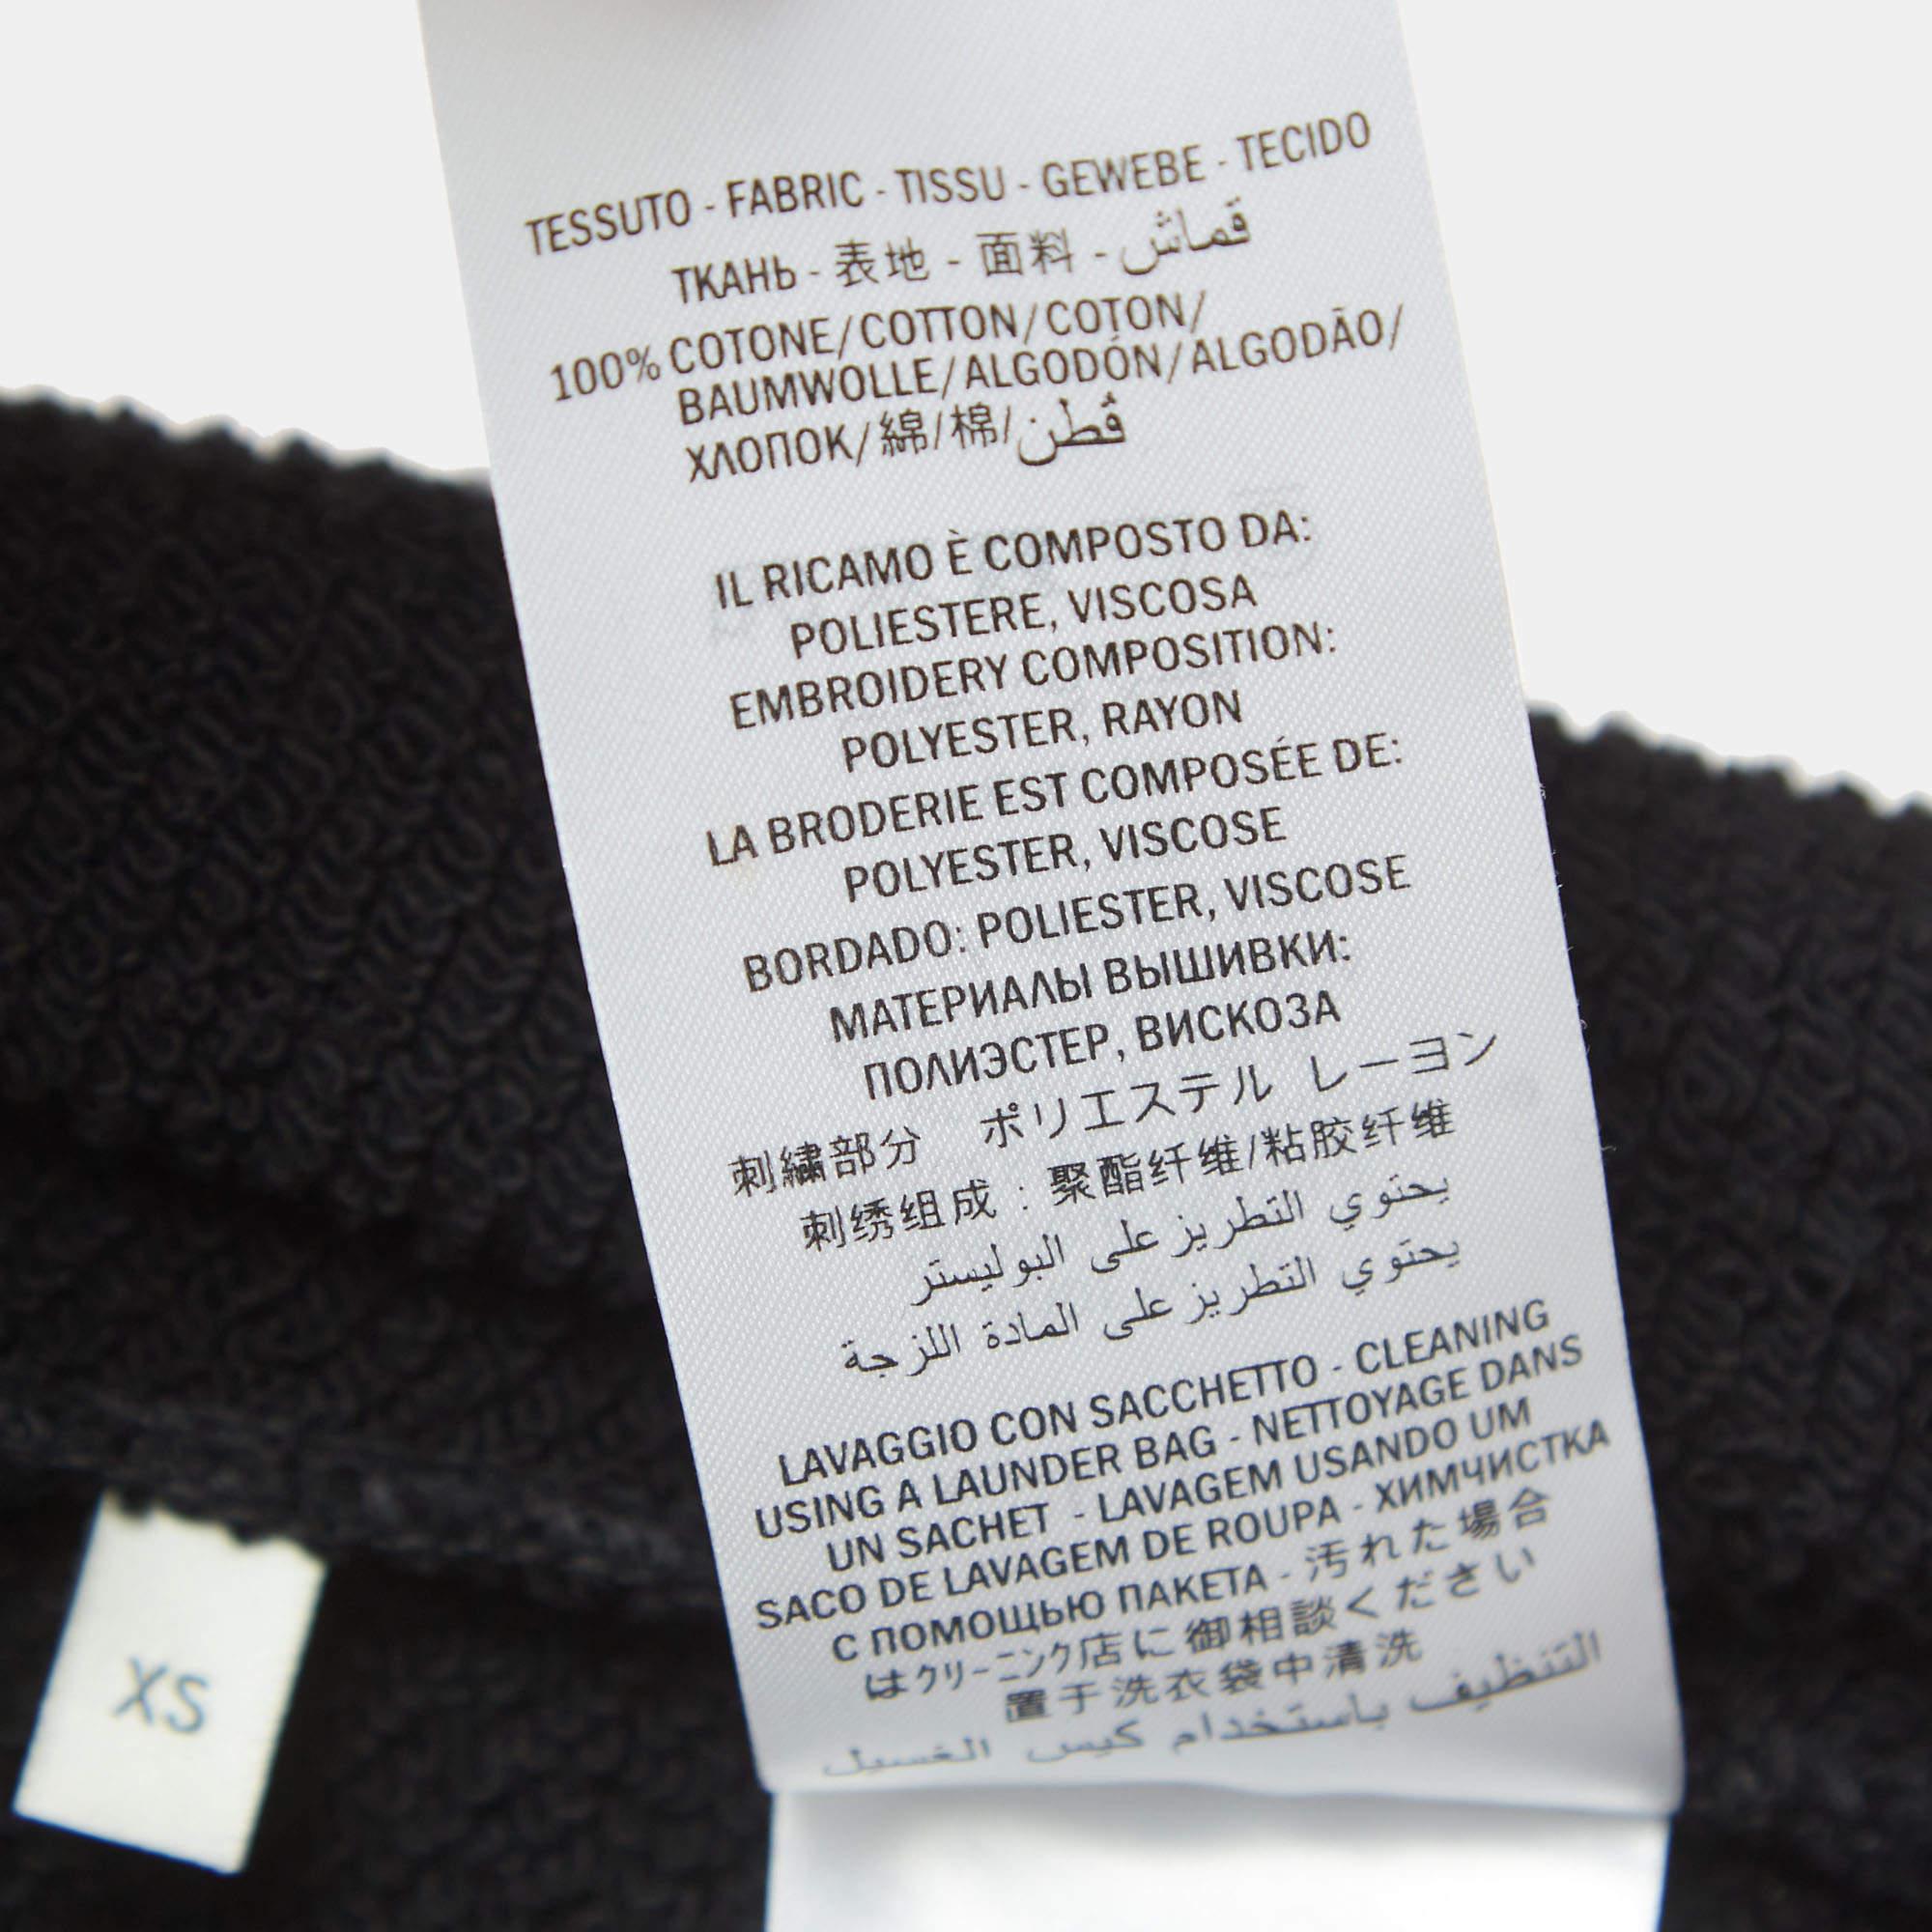 TESSUTO - FABRIC - TISSU - GEWEBE - TECIDO
ТКАНЬ - 表地 - 面料 - قماش
100% COTONE/COTTON/COTON/
BAUMWOLLE/ALGODÓN/ALGODÃO/
ХЛОПОК/綿/棉/قُطن
IL RICAMO È COMPOSTO DA:
POLIESTERE, VISCOSA
EMBROIDERY COMPOSITION:
POLYESTER, RAYON
LA BRODERIE EST COMPOSÉE DE:
POLYESTER, VISCOSE
BORDADO: POLIESTER, VISCOSE
МАТЕРИАЛЫ ВЫШИВКИ:
ПОЛИЭСТЕР, ВИСКОЗА
刺繍部分 ポリエステル レーヨン
刺绣组成：聚酯纤维/粘胶纤维
يحتوي التطريز على البوليستر
يحتوي التطريز على المادة اللزجة
LAVAGGIO CON SACCHETTO - CLEANING
USING A LAUNDER BAG - NETTOYAGE DANS
UN SACHET - LAVAGEM USANDO UM
SACO DE LAVAGEM DE ROUPA - ХИМЧИСТКА
С ПОМОЩЬЮ ПАКЕТА - 汚れた場合
はクリーニング店に御相談ください
置于洗衣袋中清洗
التنظيف باستخدام كيس الغسيل
XS